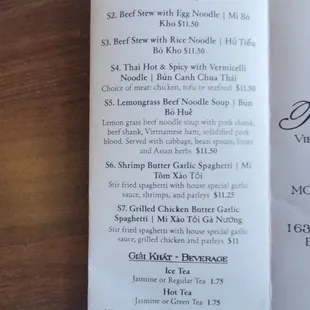 S2. Beef Stew with Egg Noodle | Mì Bò
Kho $11.50
S3. Beef Stew with Rice Noodle | Hủ Tiếu
Bò Kho $11.50
S4. Thai Hot & Spicy with Vermicelli
Noodle | Bún Canh Chua Thái
Choice of meat: chicken, tofu or seafood $11.50
S5. Lemongrass Beef Noodle Soup | Bún
Bò Huế
Lemon grass beef noodle soup with pork shank,
beef shank, Vietnamese ham, solidified pork
blood. Served with cabbage, bean spouts, limes
and Asian herbs $11.50
S6. Shrimp Butter Garlic Spaghetti | Mì
Tôm Xào Tỏi
Stir fried spaghetti with house special garlic
sauce, shrimps, and parleys $11.25
S7. Grilled Chicken Butter Garlic
Spaghetti | Mì Xào Tỏi Gà Nướng
Stir fried spaghetti with house special garlic
sauce, grilled chicken and parleys $11
Giải Khát - Beverage
Ice Tea
Jasmine or Regular Tea 1.75
Hot Tea
Jasmine or Green Tea 1.75
Vi
MO
163